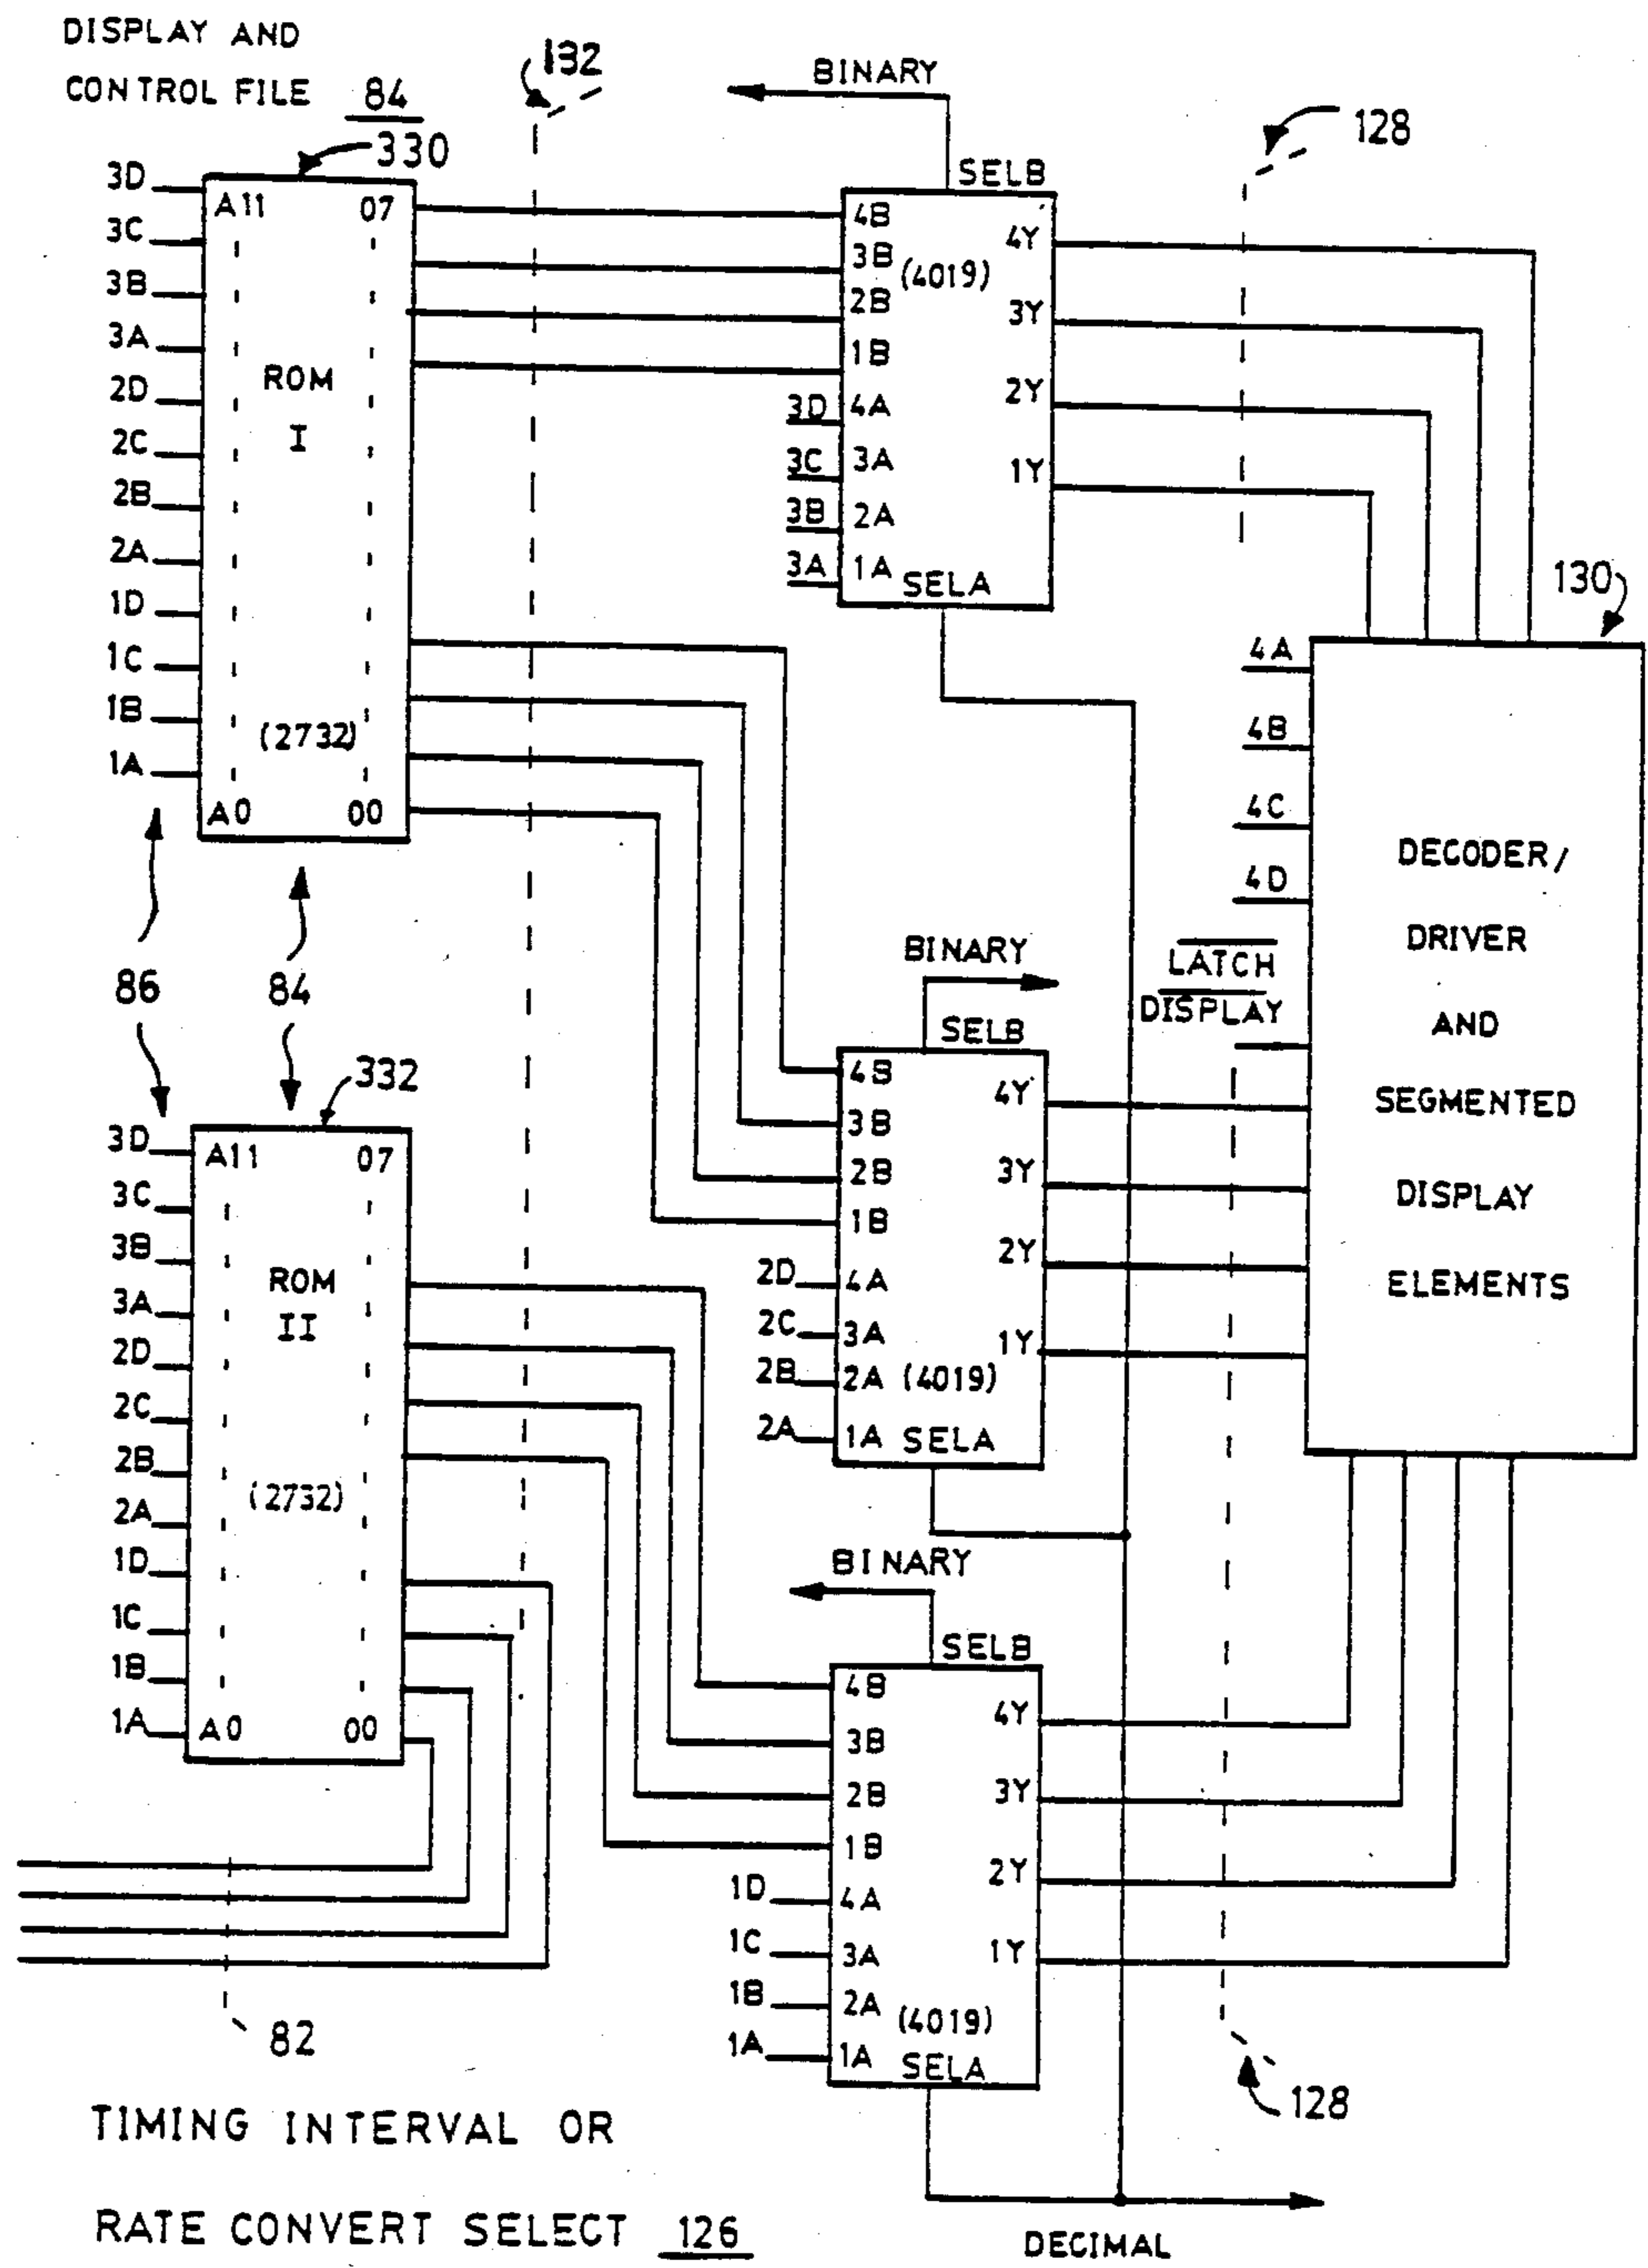 DISPLAY AND
CONTROL FILE 84
132
BINARY
128
330
SELB
3D
3C
3B
3A
2D
2C
2B
2A
1D
1C
1B
1A
A11 07
ROM
I
(2732)
A0 00
4B
3B
2B
1B
3D 4A
3C 3A
3B 2A
3A 1A
(4019)
SELA
4Y
3Y
2Y
1Y
130
4A
4B
4C
4D
LATCH
DISPLAY
DECODER/
DRIVER
AND
SEGMENTED
DISPLAY
ELEMENTS
86
84
332
BINARY
SELB
3D
3C
3B
3A
2D
2C
2B
2A
1D
1C
1B
1A
A11 07
ROM
II
(2732)
A0 00
4B
3B
2B
1B
2D 4A
2C 3A
2B 2A (4019)
2A 1A SELA
4Y
3Y
2Y
1Y
BINARY
SELB
4B
3B
2B
1B
1D 4A
1C 3A
1B 2A
1A 1A
(4019)
SELA
4Y
3Y
2Y
1Y
82
128
TIMING INTERVAL OR
RATE CONVERT SELECT 126
DECIMAL